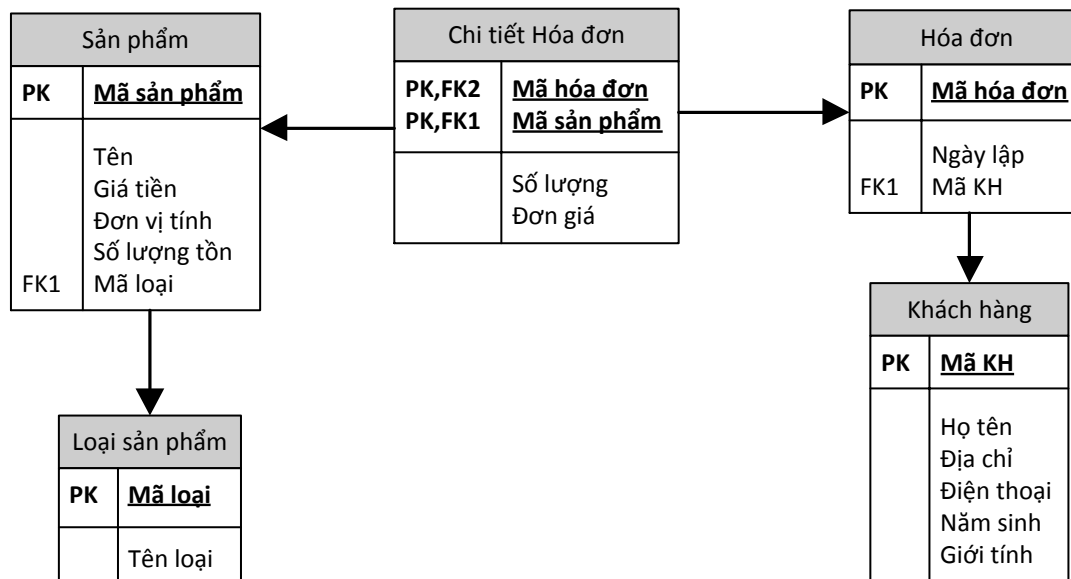 Sản phẩm
PK Mã sản phẩm
Tên
Giá tiền
Đơn vị tính
Số lượng tồn
FK1 Mã loại
Chi tiết Hóa đơn
PK,FK2 Mã hóa đơn
PK,FK1 Mã sản phẩm
Số lượng
Đơn giá
Hóa đơn
PK Mã hóa đơn
Ngày lập
FK1 Mã KH
Loại sản phẩm
PK Mã loại
Tên loại
Khách hàng
PK Mã KH
Họ tên
Địa chỉ
Điện thoại
Năm sinh
Giới tính